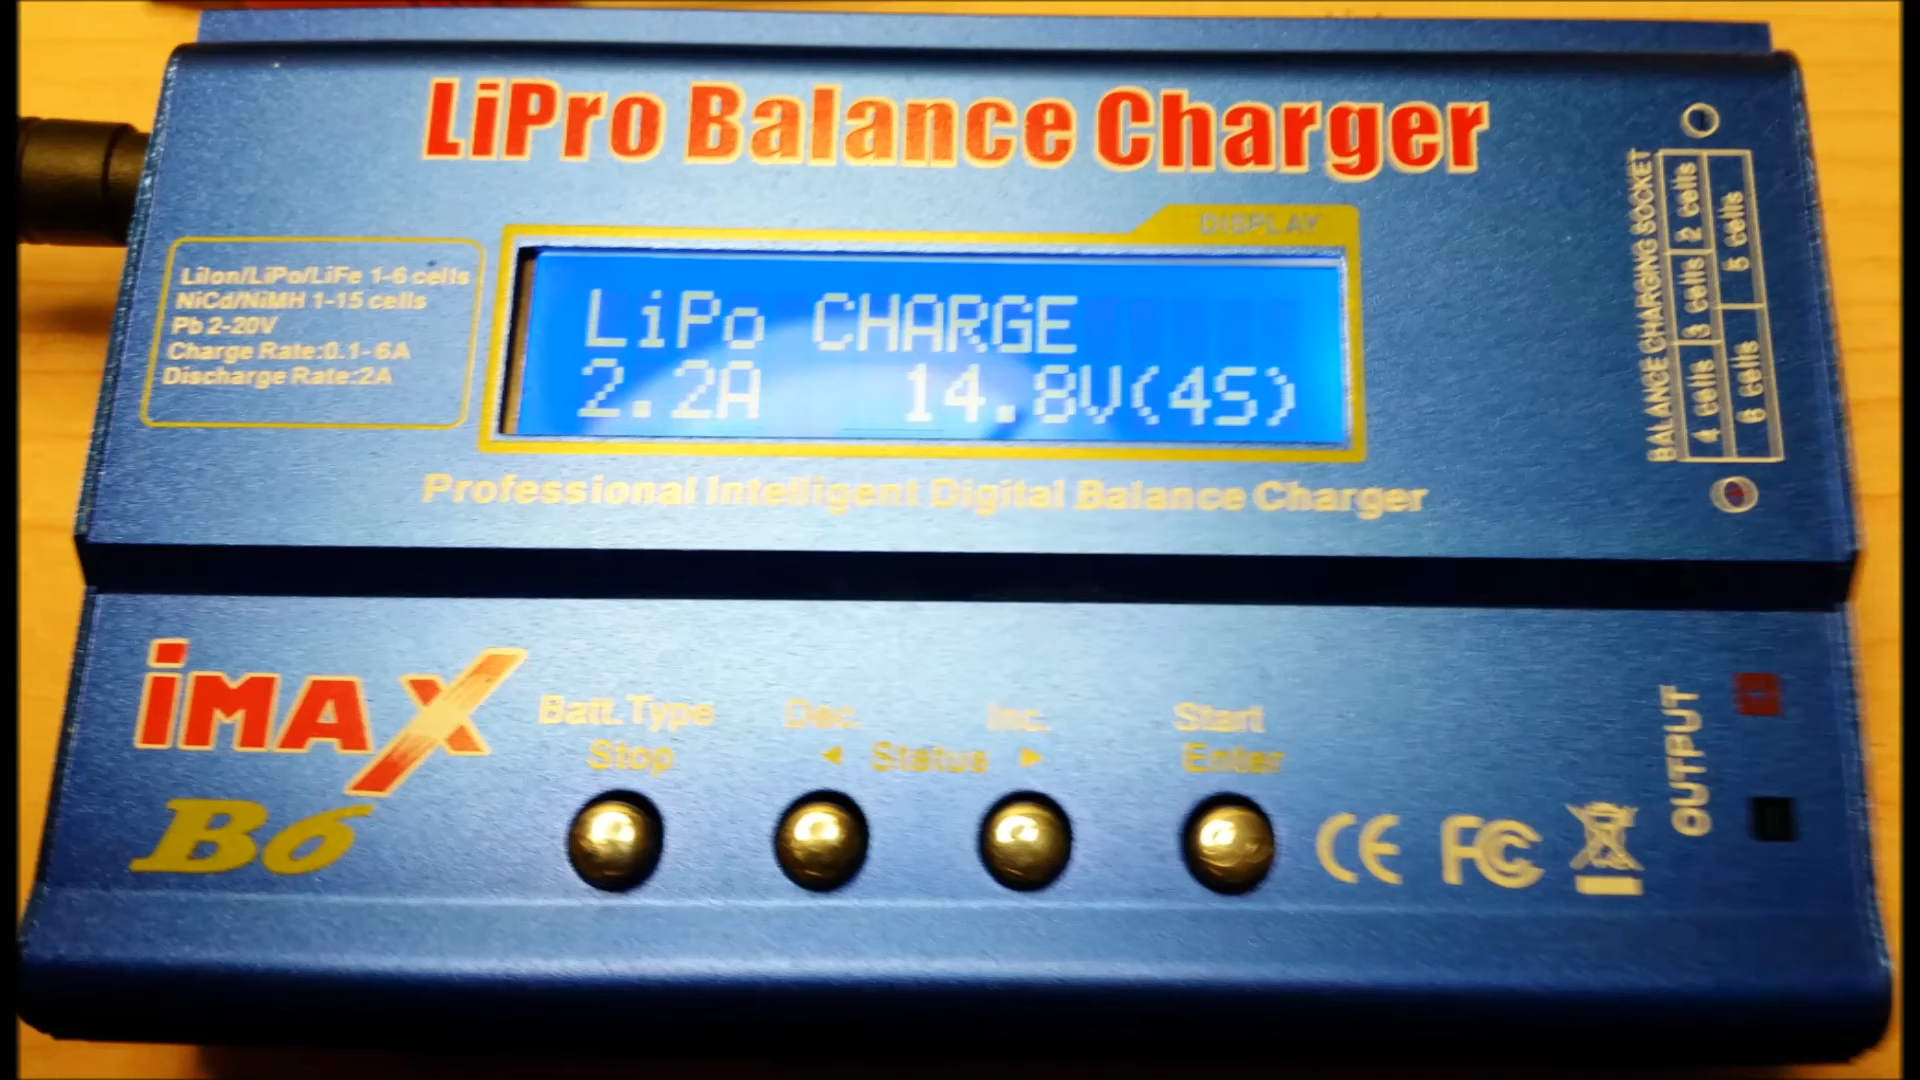 LiPro Balance Charger
DISPLAY
LiIon/LiPo/LiFe 1-6 cells
NiCd/NiMH 1-15 cells
Pb 2-20V
Charge Rate:0.1-6A
Discharge Rate:2A
LiPo CHARGE
2.2A 14.8V(4S)
BALANCE CHARGING SOCKET
4 cells 3 cells 2 cells
6 cells 5 cells
Professional Intelligent Digital Balance Charger
iMAX
B6
Batt.Type
Stop
Dec. Inc.
◄ Status ►
Start
Enter
CE FC
OUTPUT